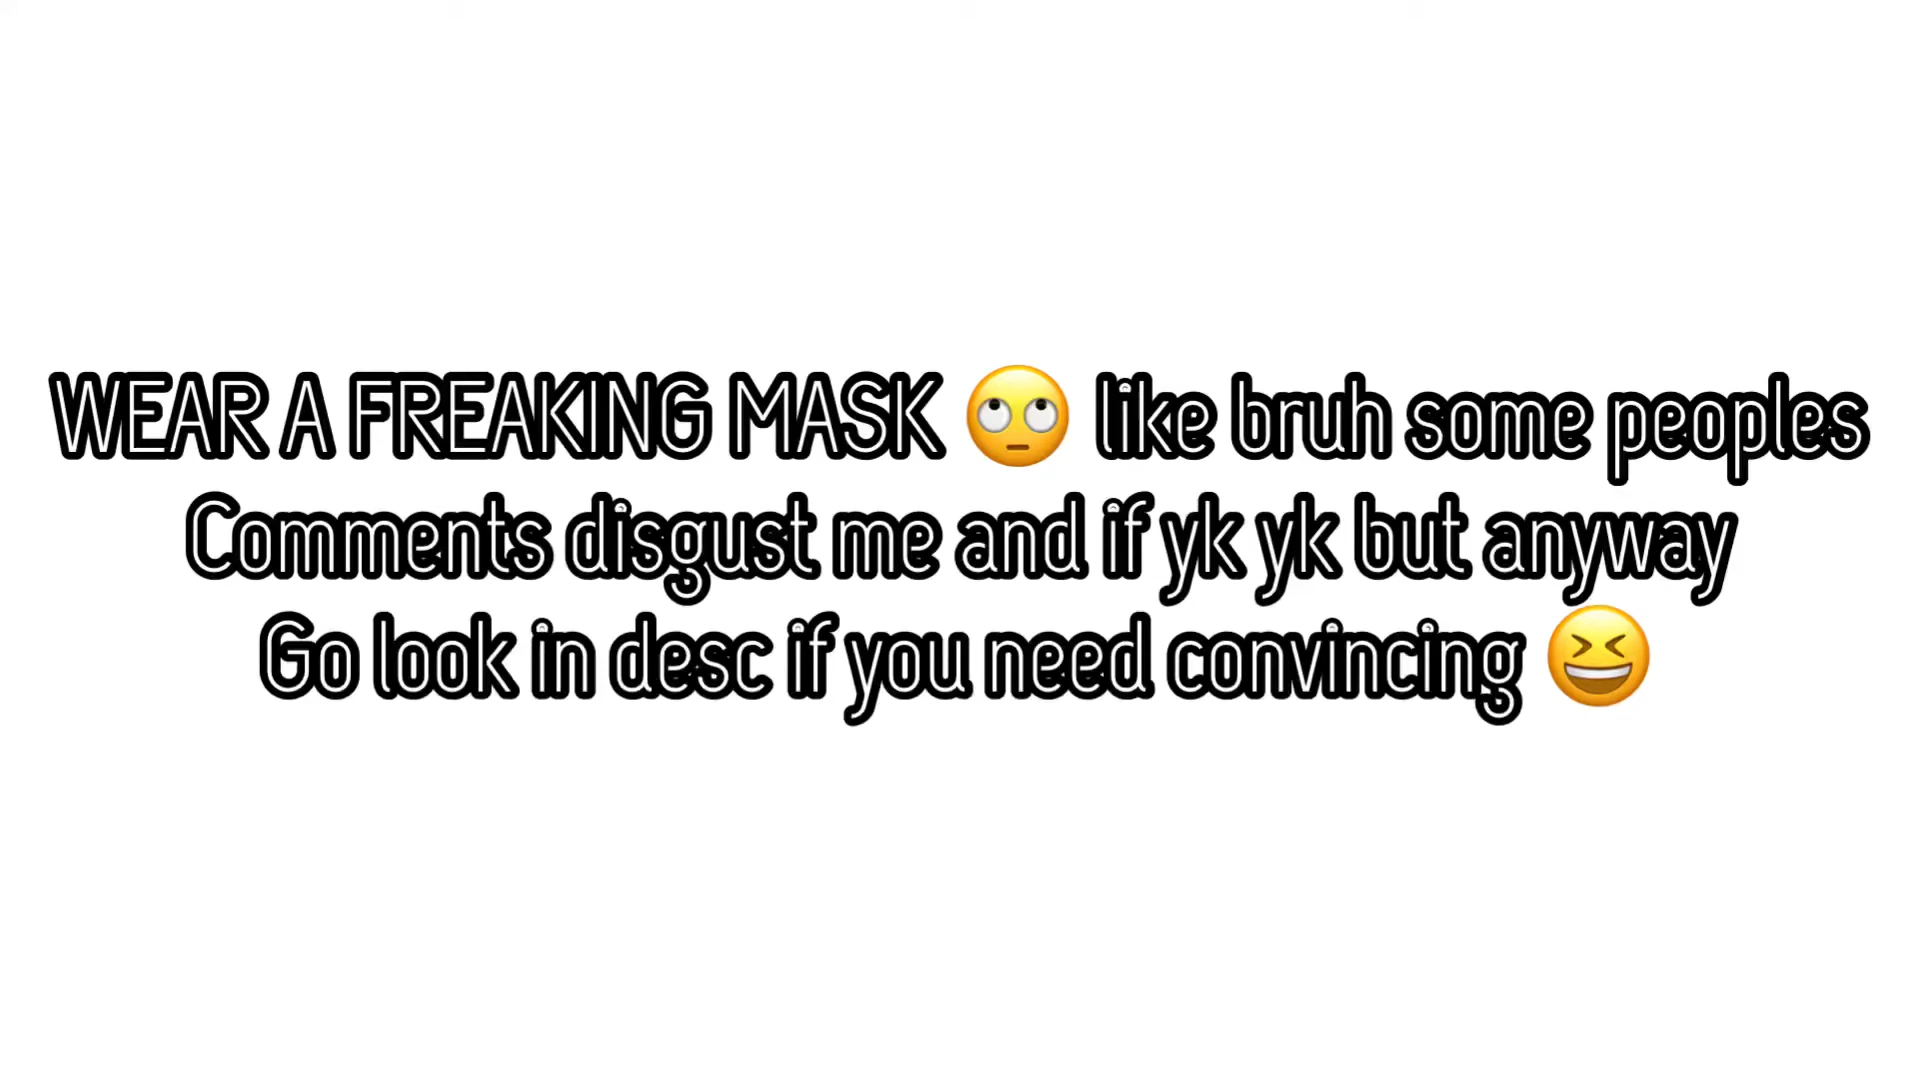 WEAR A FREAKING MASK 🙄 like bruh some peoples
Comments disgust me and if yk yk but anyway
Go look in desc if you need convincing 😆